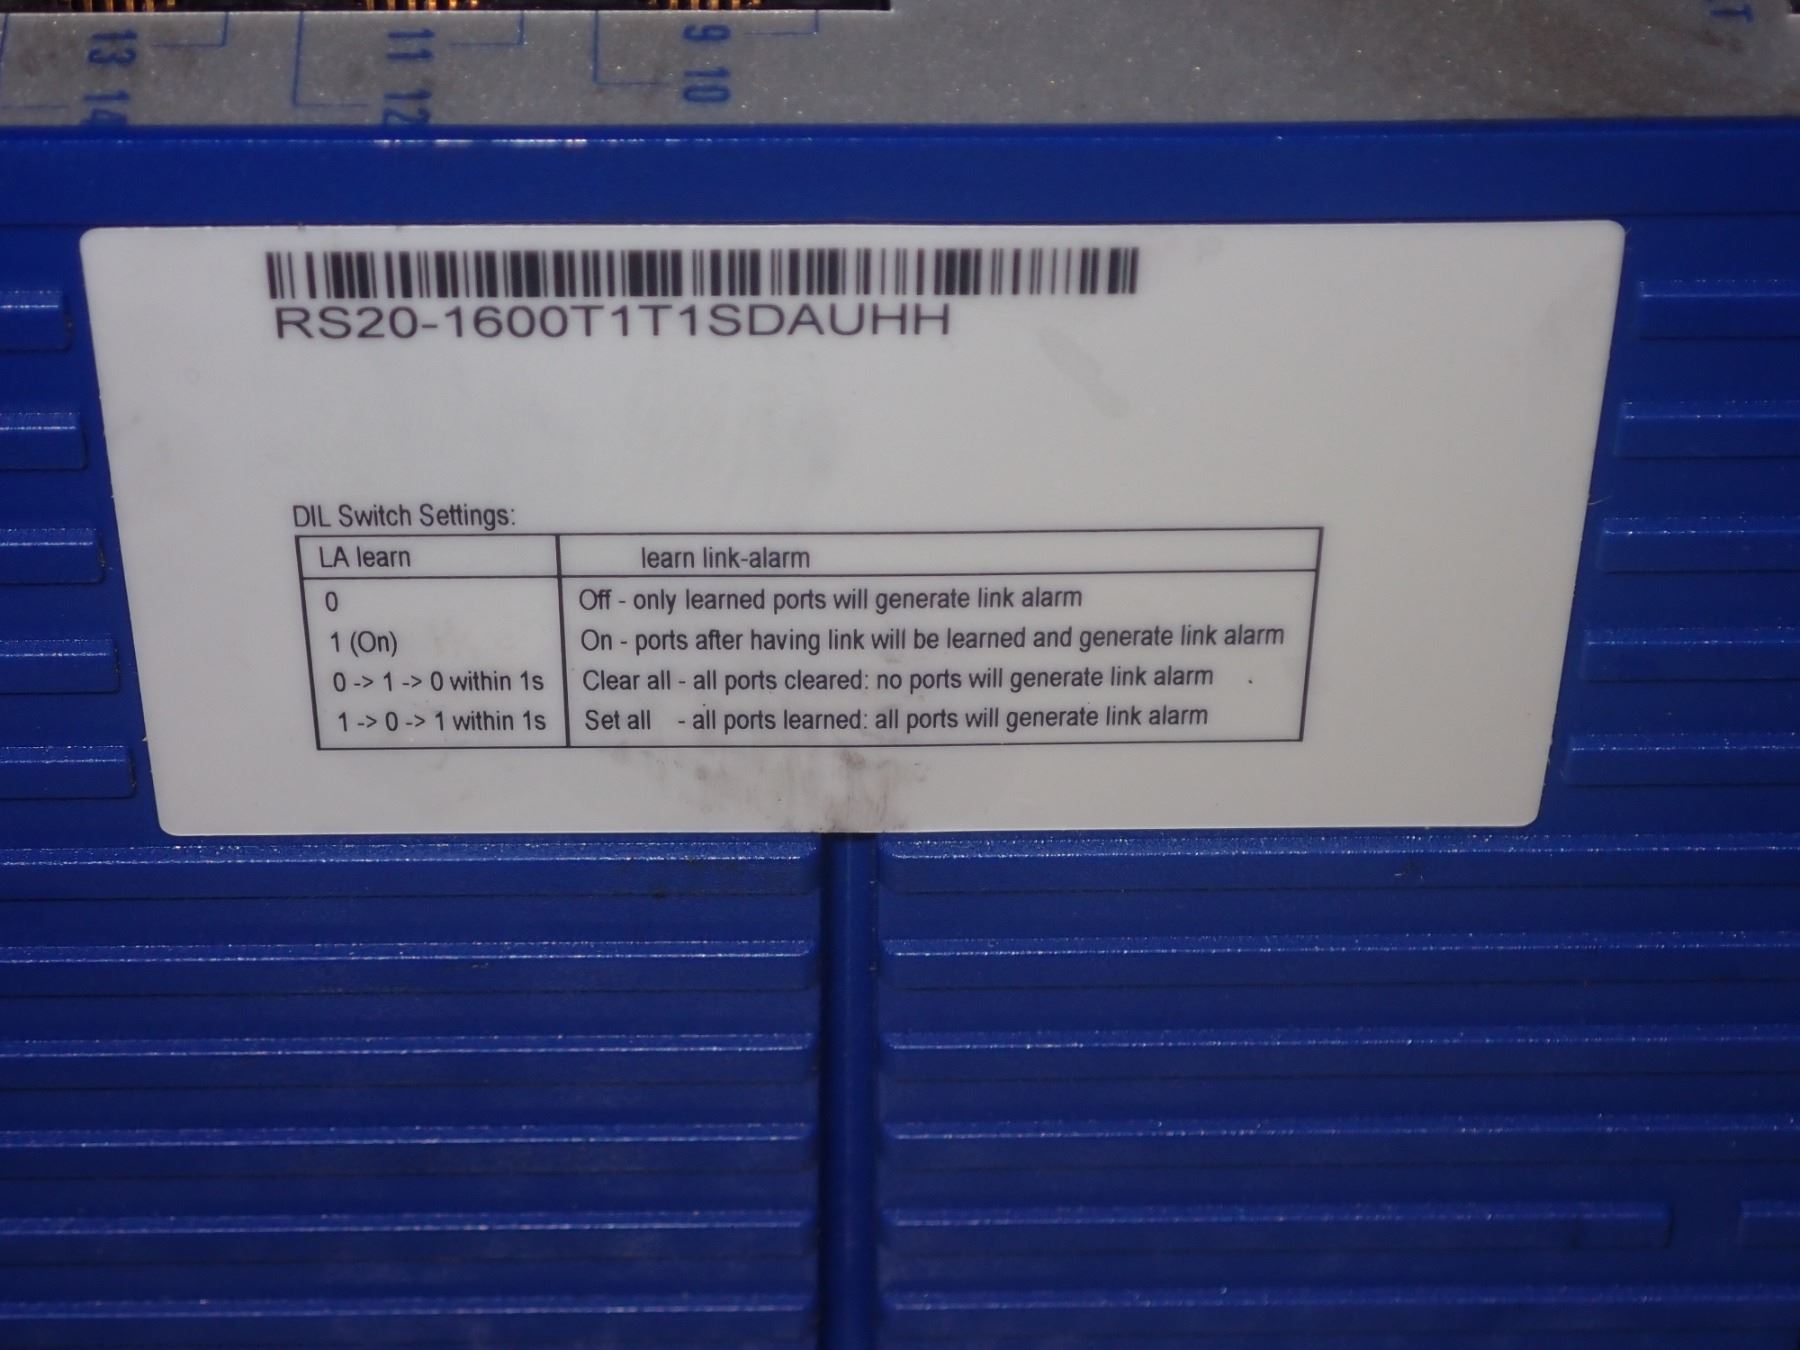 13 14
11 12
9 10
RS20-1600T1T1SDAUHH
DIL Switch Settings:
LA learn learn link-alarm
0 Off - only learned ports will generate link alarm
1 (On) On - ports after having link will be learned and generate link alarm
0 -> 1 -> 0 within 1s Clear all - all ports cleared: no ports will generate link alarm
1 -> 0 -> 1 within 1s Set all - all ports learned: all ports will generate link alarm